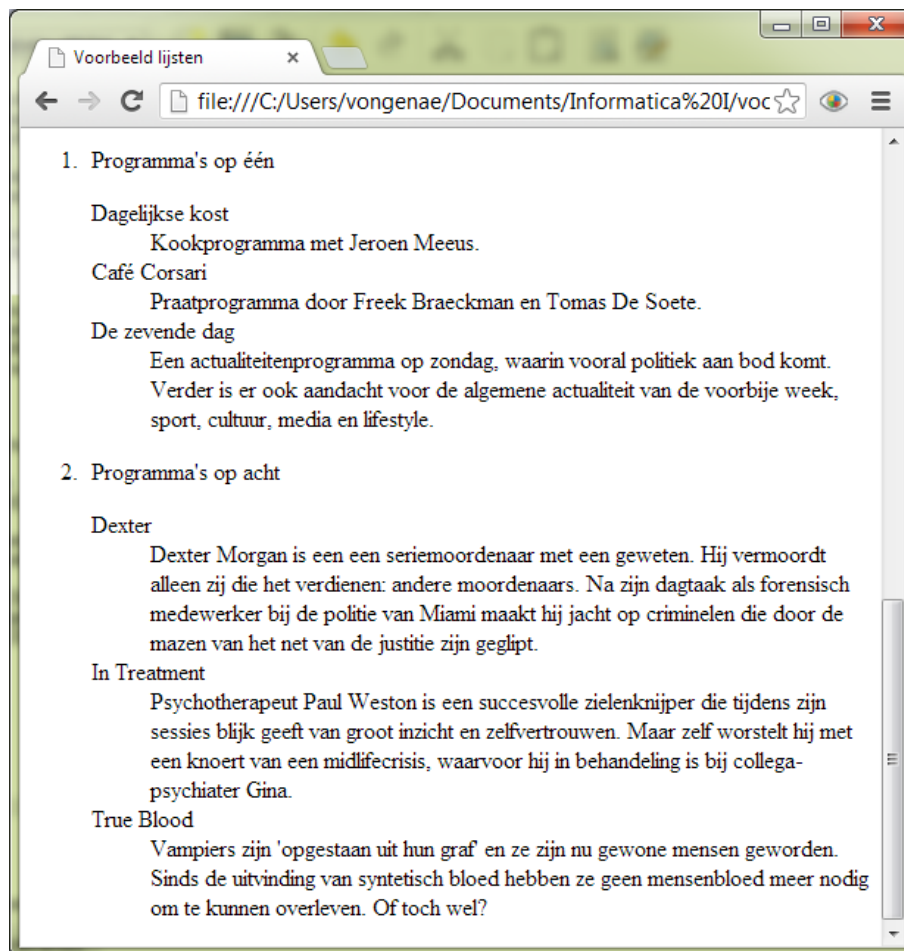 Voorbeeld lijsten
file:///C:/Users/vongenae/Documents/Informatica%20I/voc
1. Programma's op één
Dagelijkse kost
Kookprogramma met Jeroen Meeus.
Café Corsari
Praatprogramma door Freek Braeckman en Tomas De Soete.
De zevende dag
Een actualiteitenprogramma op zondag, waarin vooral politiek aan bod komt.
Verder is er ook aandacht voor de algemene actualiteit van de voorbije week,
sport, cultuur, media en lifestyle.
2. Programma's op acht
Dexter
Dexter Morgan is een een seriemoordenaar met een geweten. Hij vermoordt
alleen zij die het verdienen: andere moordenaars. Na zijn dagtaak als forensisch
medewerker bij de politie van Miami maakt hij jacht op criminelen die door de
mazen van het net van de justitie zijn geglipt.
In Treatment
Psychotherapeut Paul Weston is een succesvolle zielenknijper die tijdens zijn
sessies blijk geeft van groot inzicht en zelfvertrouwen. Maar zelf worstelt hij met
een knoert van een midlifecrisis, waarvoor hij in behandeling is bij collega-
psychiater Gina.
True Blood
Vampiers zijn 'opgestaan uit hun graf' en ze zijn nu gewone mensen geworden.
Sinds de uitvinding van syntetisch bloed hebben ze geen mensenbloed meer nodig
om te kunnen overleven. Of toch wel?